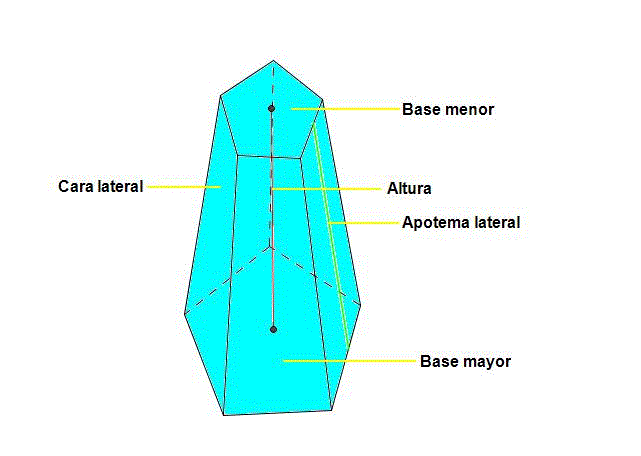 Base menor
Cara lateral
Altura
Apotema lateral
Base mayor